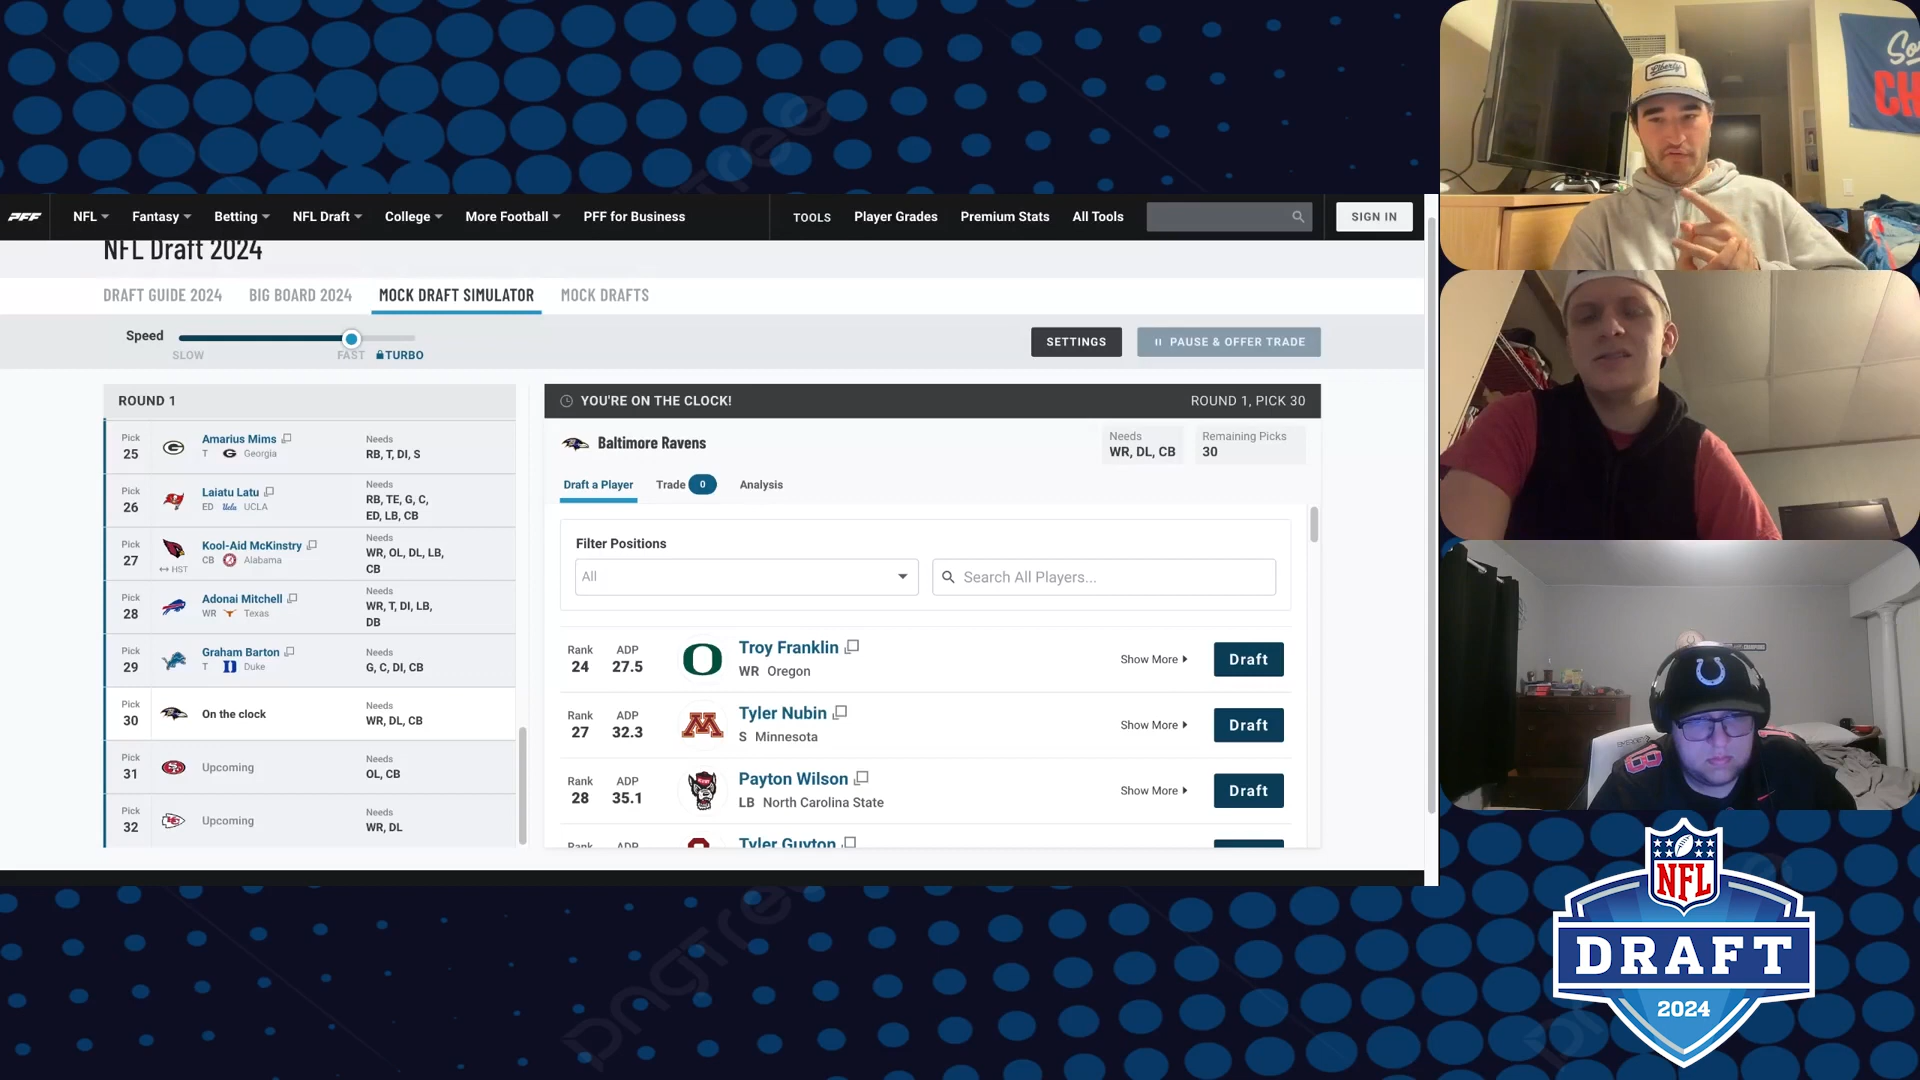 PFF
NFL
Fantasy
Betting
NFL Draft
College
More Football
PFF for Business
TOOLS
Player Grades
Premium Stats
All Tools
SIGN IN
NFL Draft 2024
DRAFT GUIDE 2024
BIG BOARD 2024
MOCK DRAFT SIMULATOR
MOCK DRAFTS
Speed
SLOW
FAST
TURBO
SETTINGS
PAUSE & OFFER TRADE
ROUND 1
Pick 25
Amarius Mims
T Georgia
Needs
RB, T, DI, S
Pick 26
Laiatu Latu
ED Ucla UCLA
Needs
RB, TE, G, C,
ED, LB, CB
Pick 27
HST
Kool-Aid McKinstry
CB Alabama
Needs
WR, OL, DL, LB,
CB
Pick 28
Adonai Mitchell
WR Texas
Needs
WR, T, DI, LB,
DB
Pick 29
Graham Barton
T D Duke
Needs
G, C, DI, CB
Pick 30
On the clock
Needs
WR, DL, CB
Pick 31
Upcoming
Needs
OL, CB
Pick 32
Upcoming
Needs
WR, DL
YOU'RE ON THE CLOCK!
ROUND 1, PICK 30
Baltimore Ravens
Needs
WR, DL, CB
Remaining Picks
30
Draft a Player
Trade 0
Analysis
Filter Positions
All
Search All Players...
Rank 24
ADP 27.5
Troy Franklin
WR Oregon
Show More
Draft
Rank 27
ADP 32.3
Tyler Nubin
S Minnesota
Show More
Draft
Rank 28
ADP 35.1
Payton Wilson
LB North Carolina State
Show More
Draft
Rank
ADP
Tyler Guyton
Liberty
NFL
DRAFT
2024
pngtree